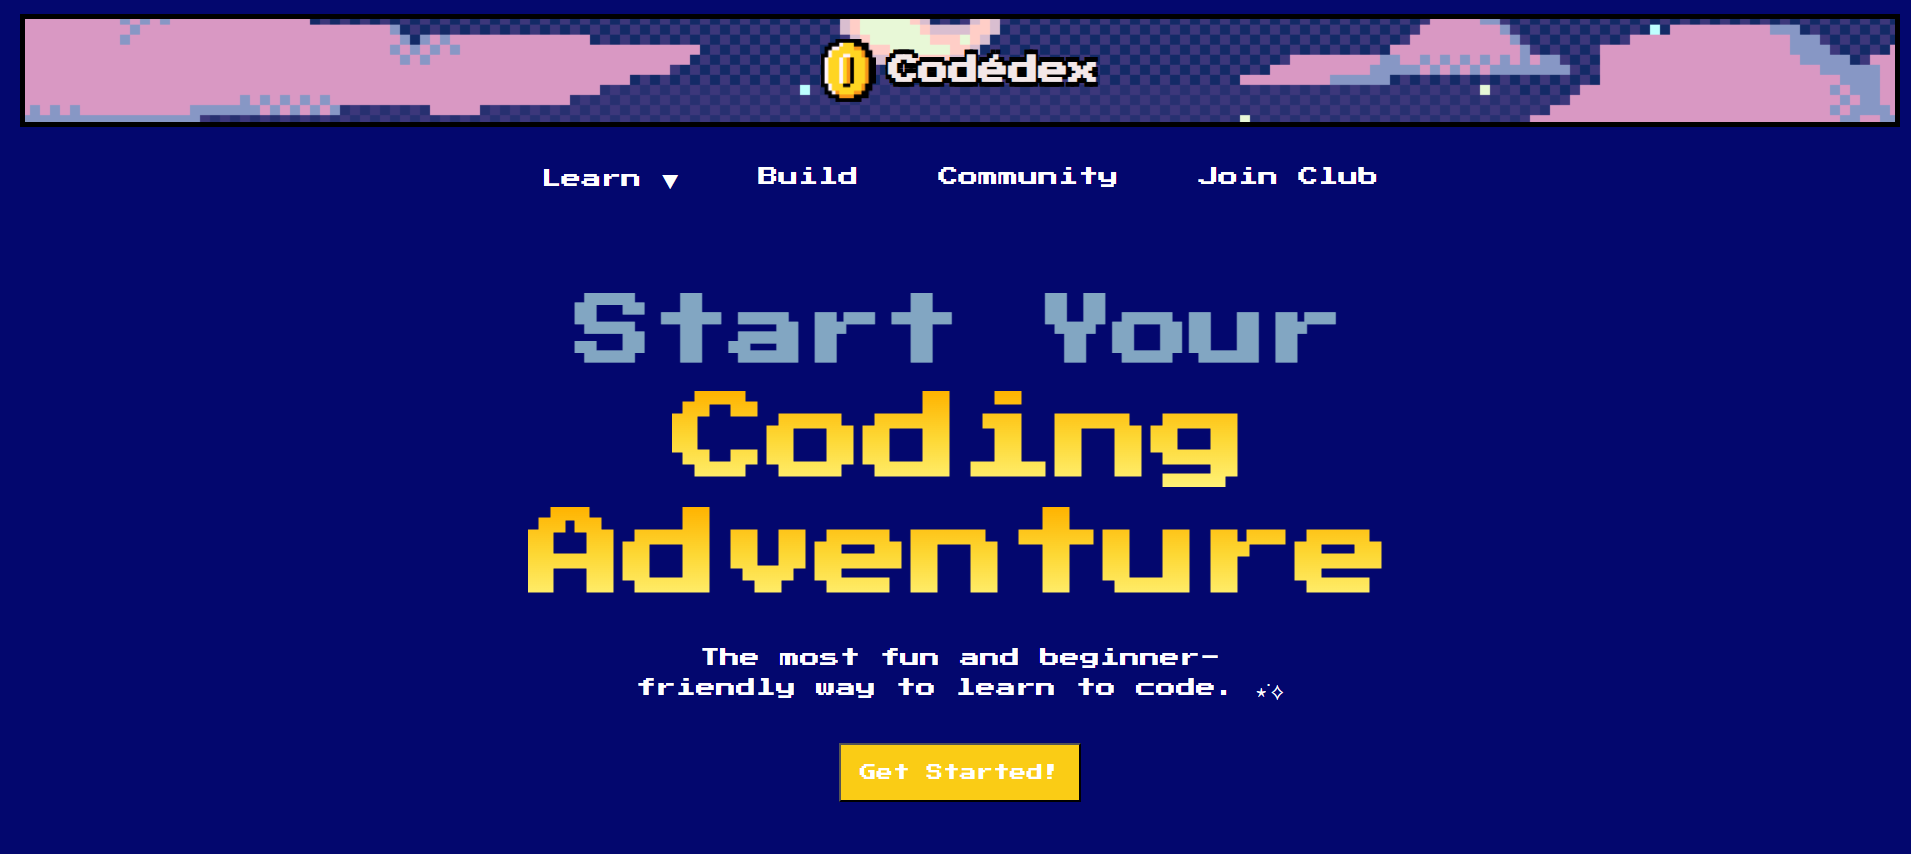 Codédex
Learn ▼ Build Community Join Club
Start Your
Coding
Adventure
The most fun and beginner-
friendly way to learn to code. ⋆˙✧
Get Started!